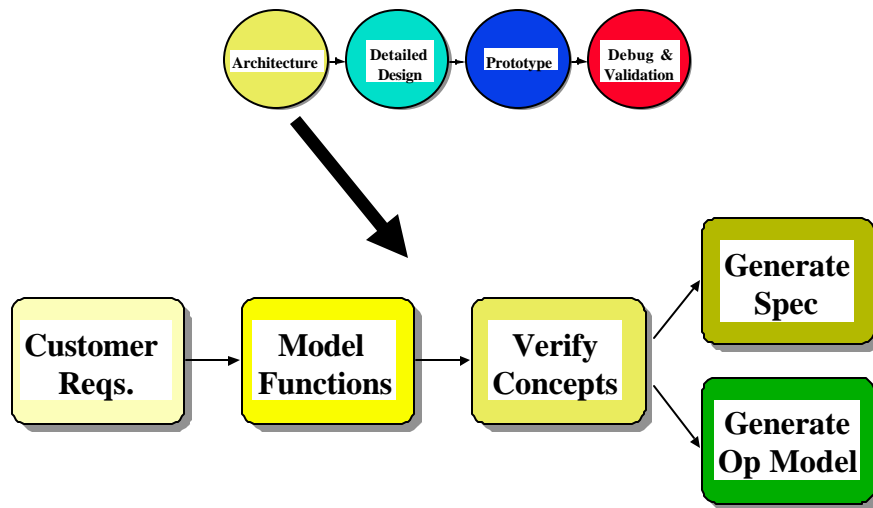 Architecture
Detailed
Design
Prototype
Debug &
Validation
Customer
Reqs.
Model
Functions
Verify
Concepts
Generate
Spec
Generate
Op Model